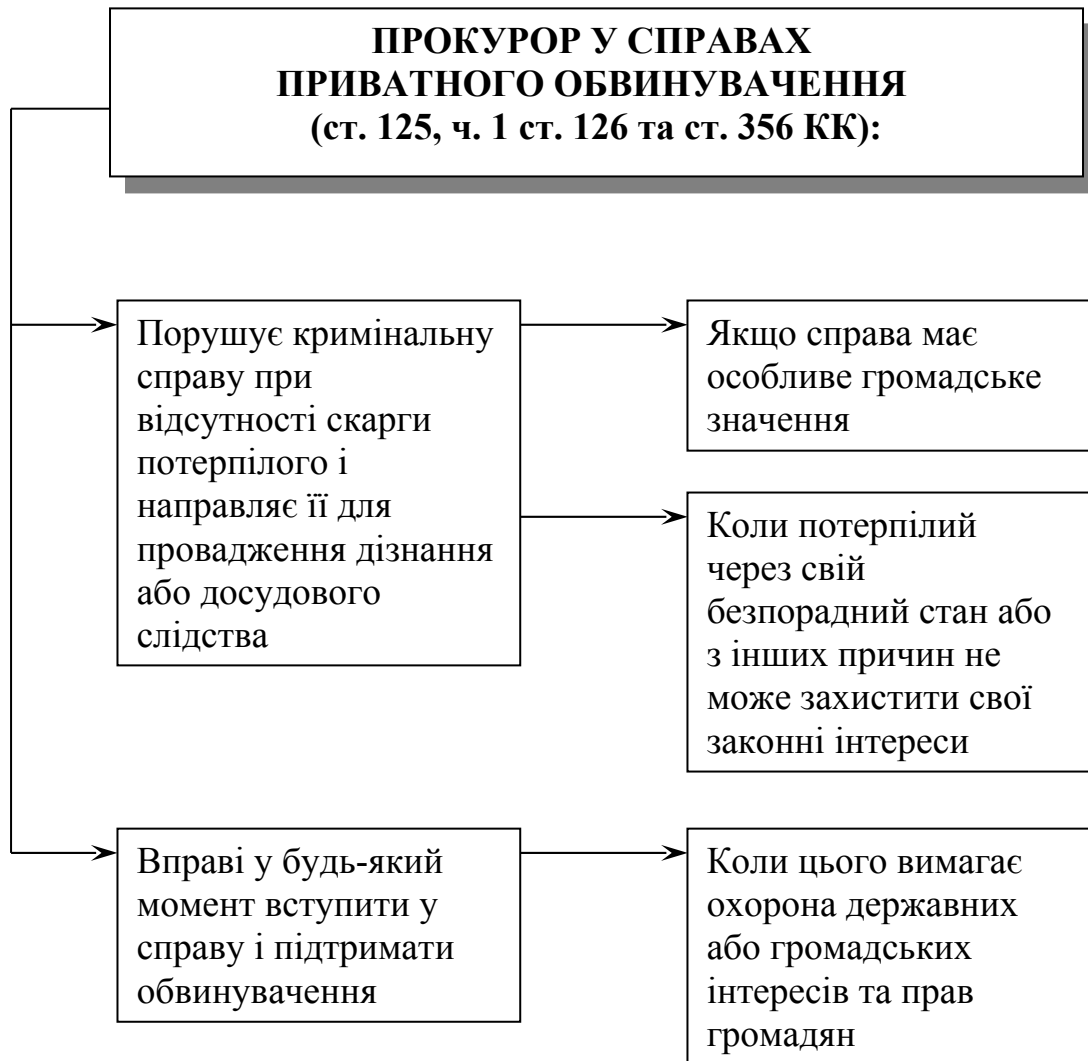 ПРОКУРОР У СПРАВАХ
ПРИВАТНОГО ОБВИНУВАЧЕННЯ
(ст. 125, ч. 1 ст. 126 та ст. 356 КК):
Порушує кримінальну
справу при
відсутності скарги
потерпілого і
направляє її для
провадження дізнання
або досудового
слідства
Якщо справа має
особливе громадське
значення
Коли потерпілий
через свій
безпорадний стан або
з інших причин не
може захистити свої
законні інтереси
Вправі у будь-який
момент вступити у
справу і підтримати
обвинувачення
Коли цього вимагає
охорона державних
або громадських
інтересів та прав
громадян